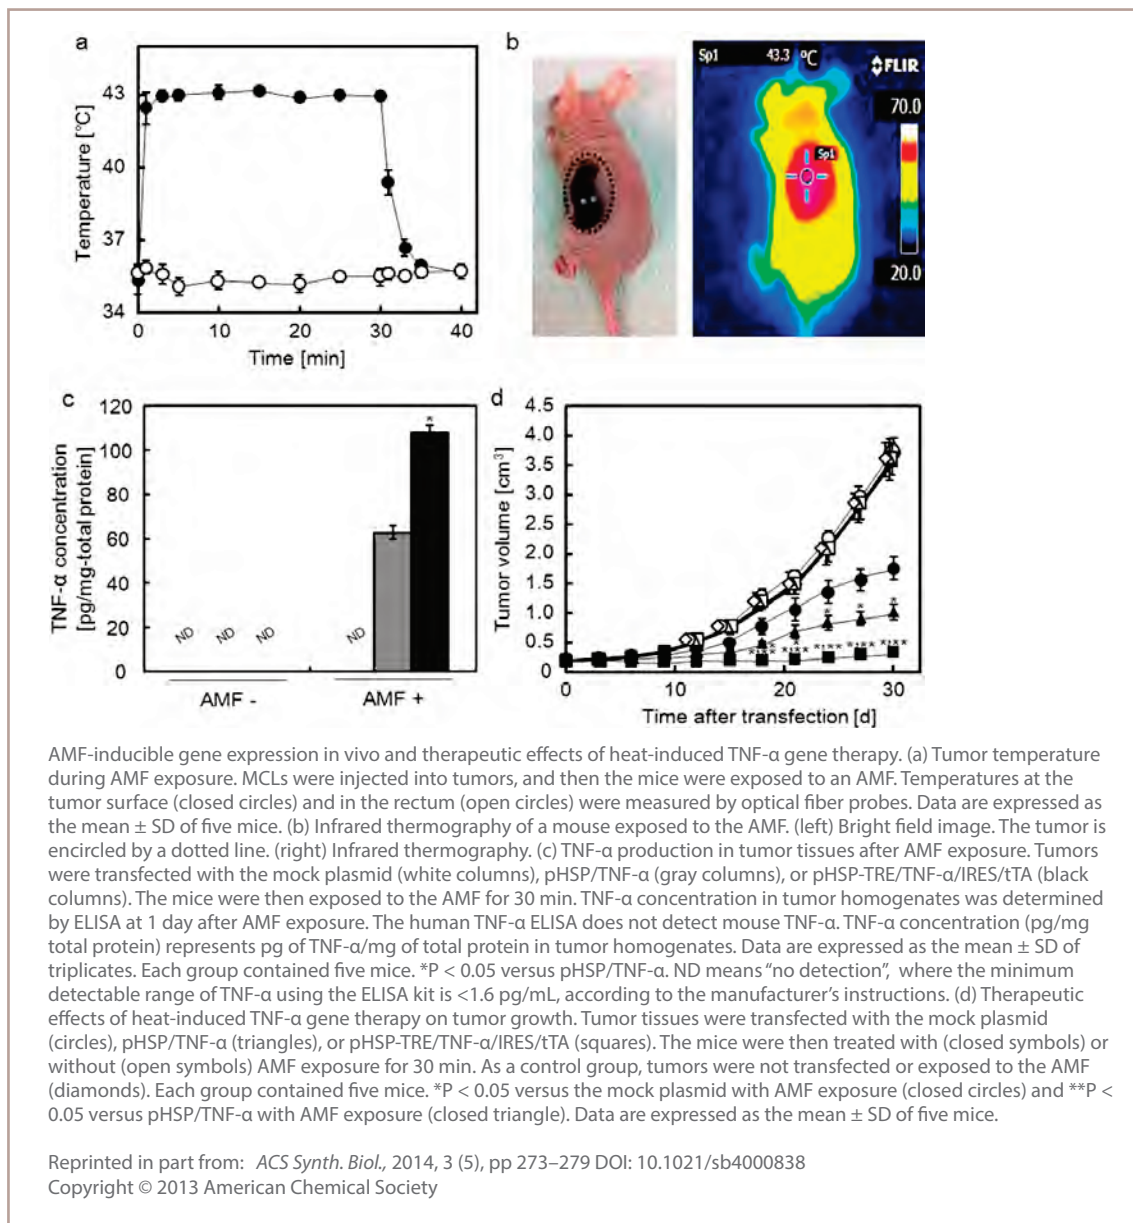 a
Temperature [°C]
43
40
37
34
0
10
20
30
40
Time [min]
b
Sp1 43.3 °C
FLIR
70.0
Sp1
20.0
c
TNF-α concentration
[pg/mg-total protein]
120
100
80
60
40
20
0
ND
ND
ND
ND
*
AMF -
AMF +
d
Tumor volume [cm³]
4.5
4.0
3.5
3.0
2.5
2.0
1.5
1.0
0.5
0
0
10
20
30
Time after transfection [d]
AMF-inducible gene expression in vivo and therapeutic effects of heat-induced TNF-α gene therapy. (a) Tumor temperature
during AMF exposure. MCLs were injected into tumors, and then the mice were exposed to an AMF. Temperatures at the
tumor surface (closed circles) and in the rectum (open circles) were measured by optical fiber probes. Data are expressed as
the mean ± SD of five mice. (b) Infrared thermography of a mouse exposed to the AMF. (left) Bright field image. The tumor is
encircled by a dotted line. (right) Infrared thermography. (c) TNF-α production in tumor tissues after AMF exposure. Tumors
were transfected with the mock plasmid (white columns), pHSP/TNF-α (gray columns), or pHSP-TRE/TNF-α/IRES/tTA (black
columns). The mice were then exposed to the AMF for 30 min. TNF-α concentration in tumor homogenates was determined
by ELISA at 1 day after AMF exposure. The human TNF-α ELISA does not detect mouse TNF-α. TNF-α concentration (pg/mg
total protein) represents pg of TNF-α/mg of total protein in tumor homogenates. Data are expressed as the mean ± SD of
triplicates. Each group contained five mice. *P < 0.05 versus pHSP/TNF-α. ND means “no detection”, where the minimum
detectable range of TNF-α using the ELISA kit is <1.6 pg/mL, according to the manufacturer’s instructions. (d) Therapeutic
effects of heat-induced TNF-α gene therapy on tumor growth. Tumor tissues were transfected with the mock plasmid
(circles), pHSP/TNF-α (triangles), or pHSP-TRE/TNF-α/IRES/tTA (squares). The mice were then treated with (closed symbols) or
without (open symbols) AMF exposure for 30 min. As a control group, tumors were not transfected or exposed to the AMF
(diamonds). Each group contained five mice. *P < 0.05 versus the mock plasmid with AMF exposure (closed circles) and **P <
0.05 versus pHSP/TNF-α with AMF exposure (closed triangle). Data are expressed as the mean ± SD of five mice.
Reprinted in part from: ACS Synth. Biol., 2014, 3 (5), pp 273–279 DOI: 10.1021/sb4000838
Copyright © 2013 American Chemical Society